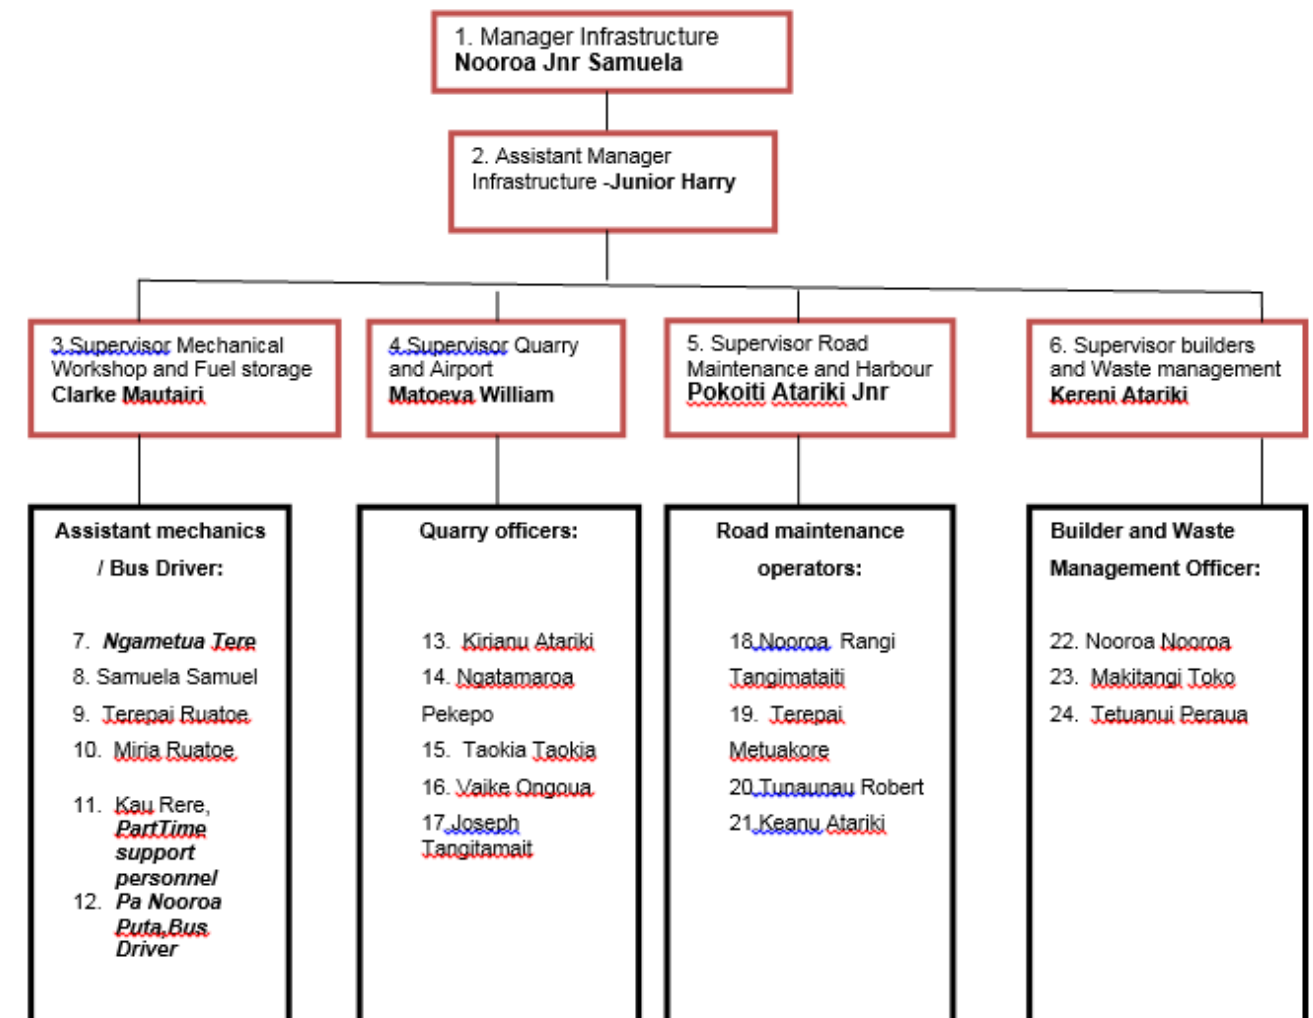 1. Manager Infrastructure
Nooroa Jnr Samuela
2. Assistant Manager
Infrastructure -Junior Harry
3.Supervisor Mechanical
Workshop and Fuel storage
Clarke Mautairi
4.Supervisor Quarry
and Airport
Matoeva William
5. Supervisor Road
Maintenance and Harbour
Pokoiti Atariki Jnr
6. Supervisor builders
and Waste management
Kereni Atariki
Assistant mechanics
/ Bus Driver:
7. Ngametua Tere
8. Samuela Samuel
9. Terepai Ruatoe
10. Miria Ruatoe
11. Kau Rere,
PartTime
support
personnel
12. Pa Nooroa
Puta,Bus
Driver
Quarry officers:
13. Kirianu Atariki
14. Ngatamaroa
Pekepo
15. Taokia Taokia
16. Vaike Ongoua
17.Joseph
Tangitamait
Road maintenance
operators:
18.Nooroa Rangi
Tangimataiti
19. Terepai
Metuakore
20.Tunaunau Robert
21.Keanu Atariki
Builder and Waste
Management Officer:
22. Nooroa Nooroa
23. Makitangi Toko
24. Tetuanui Peraua